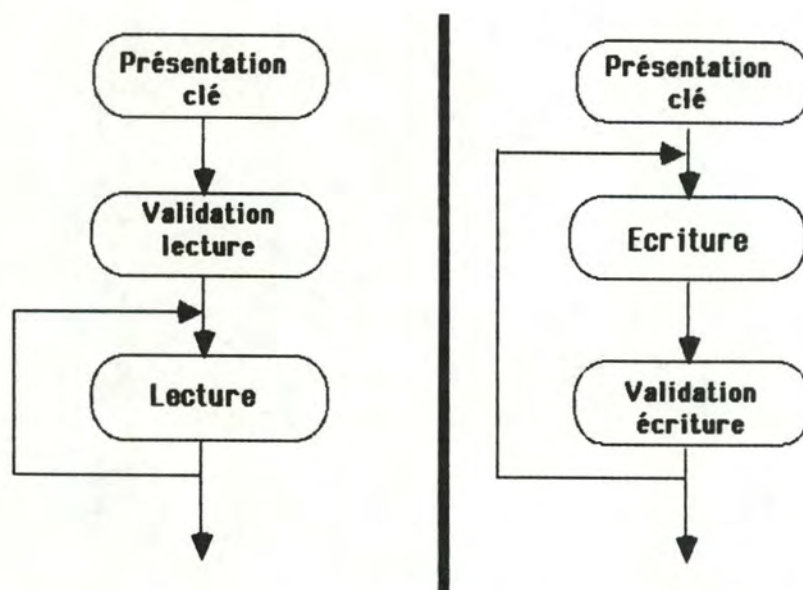 Présentation
clé
Validation
lecture
Lecture
Présentation
clé
Ecriture
Validation
écriture